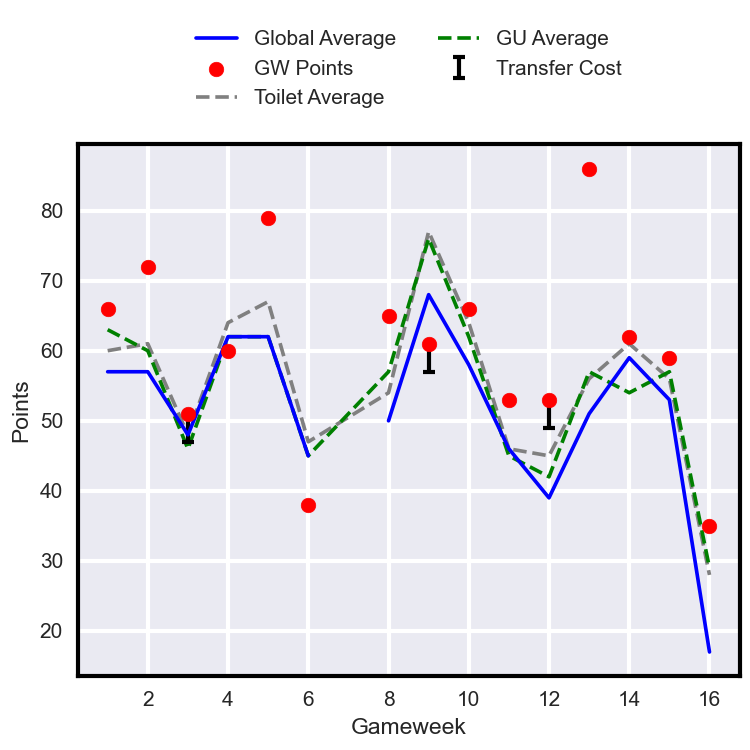 Global Average
GW Points
Toilet Average
GU Average
Transfer Cost
Points
80
70
60
50
40
30
20
2 4 6 8 10 12 14 16
Gameweek